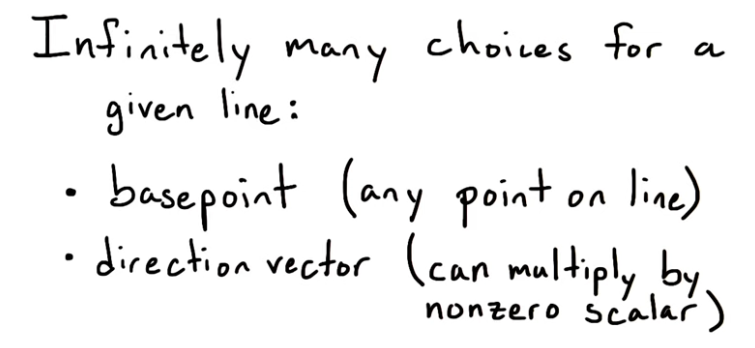 Infinitely many choices for a
given line:
• basepoint (any point on line)
• direction vector (can multiply by
nonzero scalar)